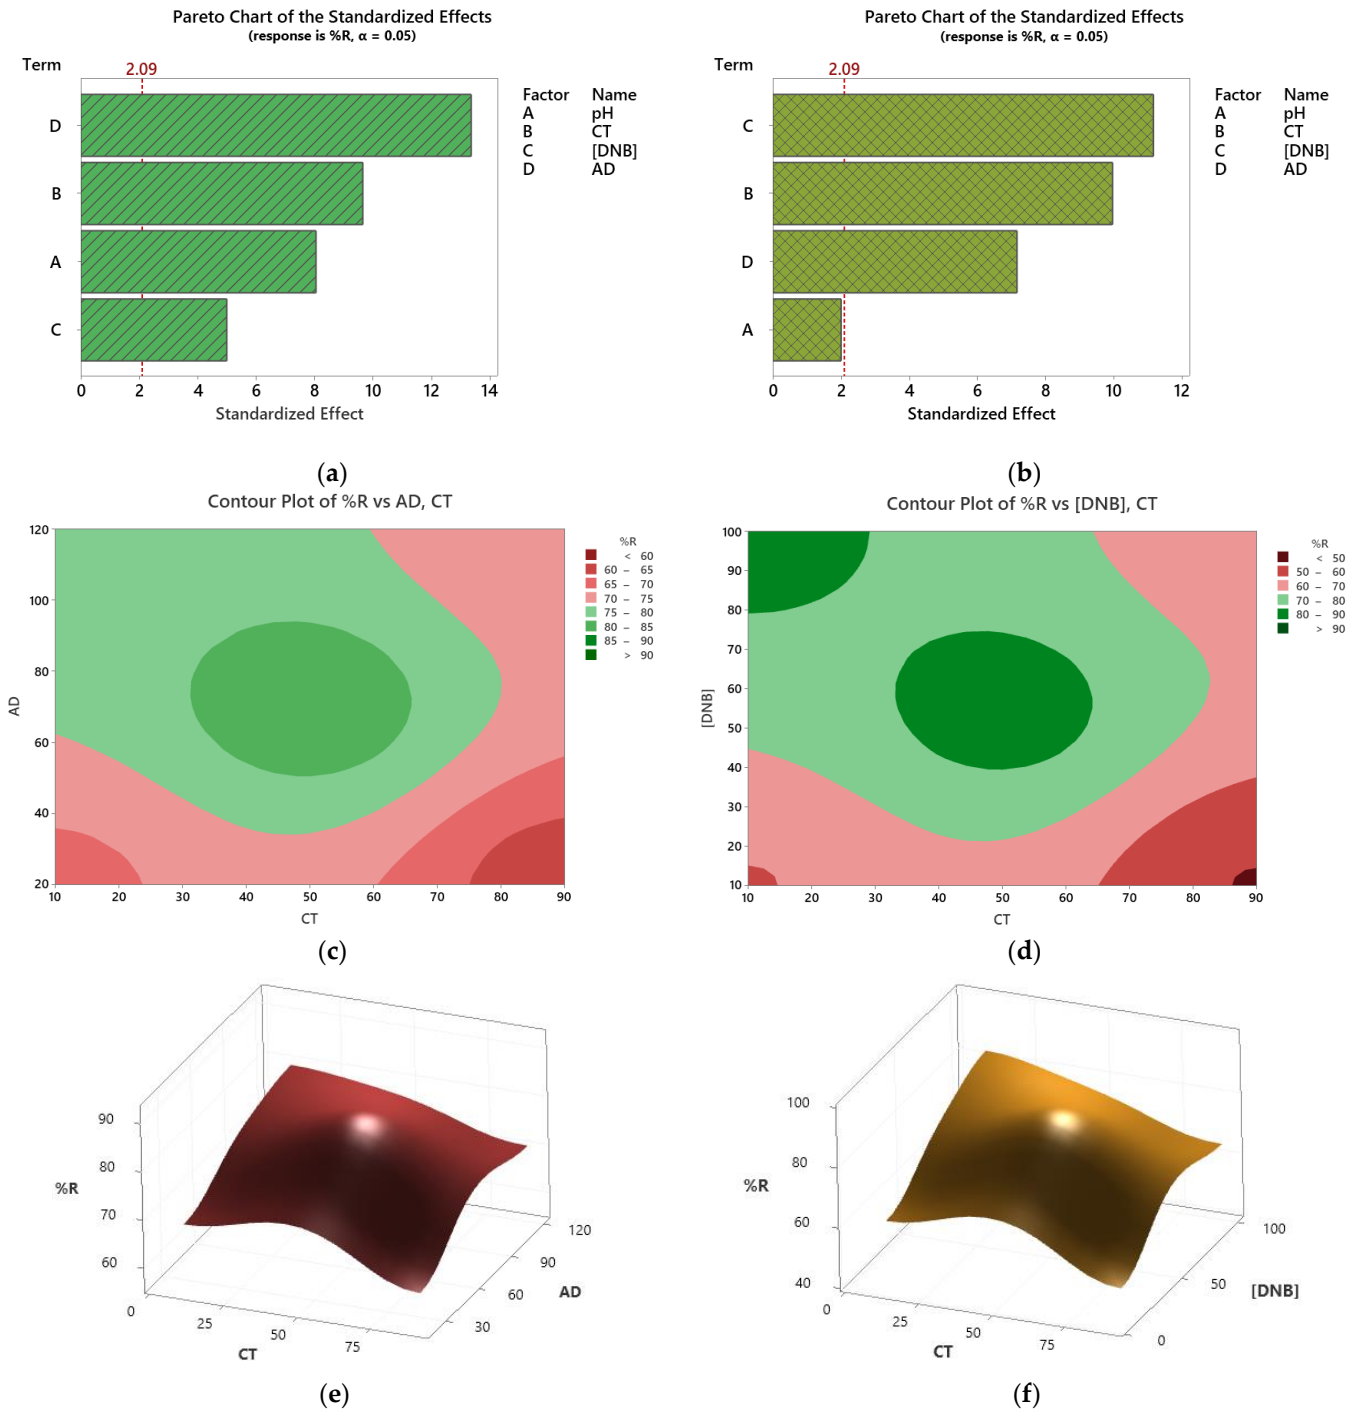 Pareto Chart of the Standardized Effects
(response is %R, α = 0.05)
Term
2.09
D
B
A
C
0 2 4 6 8 10 12 14
Standardized Effect
Factor Name
A pH
B CT
C [DNB]
D AD
(a)
Pareto Chart of the Standardized Effects
(response is %R, α = 0.05)
Term
2.09
C
B
D
A
0 2 4 6 8 10 12
Standardized Effect
Factor Name
A pH
B CT
C [DNB]
D AD
(b)
Contour Plot of %R vs AD, CT
120
100
80
60
40
20
AD
10 20 30 40 50 60 70 80 90
CT
%R
< 60
60 – 65
65 – 70
70 – 75
75 – 80
80 – 85
85 – 90
> 90
(c)
Contour Plot of %R vs [DNB], CT
100
90
80
70
60
50
40
30
20
10
[DNB]
10 20 30 40 50 60 70 80 90
CT
%R
< 50
50 – 60
60 – 70
70 – 80
80 – 90
> 90
(d)
90
80
70
60
%R
0
25
50
75
CT
30
60
90
120
AD
(e)
100
80
60
40
%R
0
25
50
75
CT
0
50
100
[DNB]
(f)